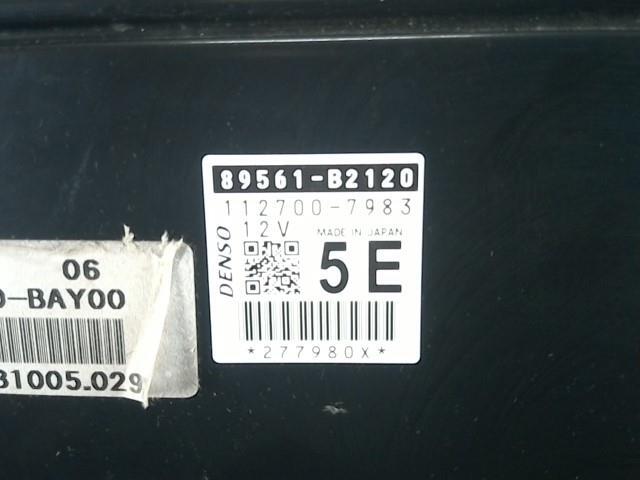 89561-B2120
112700-7983
12V MADE IN JAPAN
DENSO
5E
*277980X*
06
-BAY00
31005.029